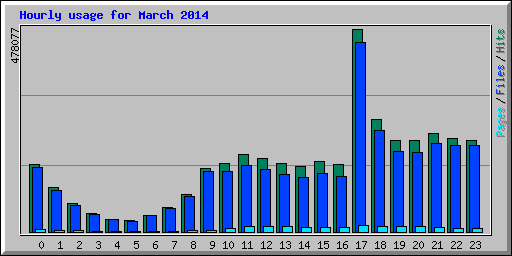 Hourly usage for March 2014
478077
Pages / Files / Hits
0 1 2 3 4 5 6 7 8 9 10 11 12 13 14 15 16 17 18 19 20 21 22 23